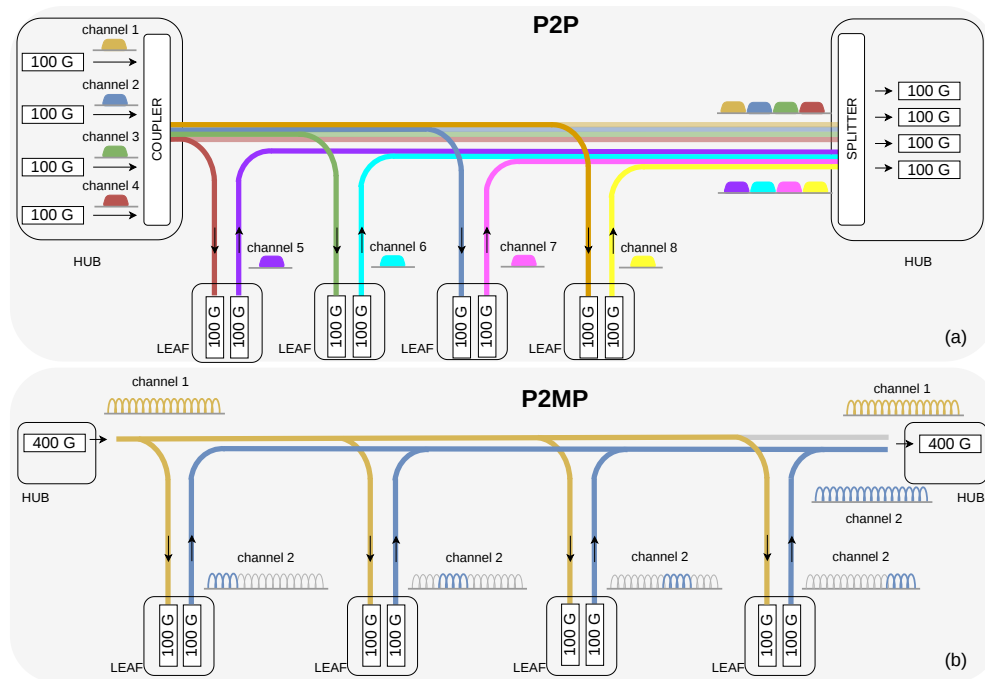 P2P
channel 1
100 G
channel 2
100 G
channel 3
100 G
channel 4
100 G
COUPLER
HUB
SPLITTER
100 G
100 G
100 G
100 G
HUB
channel 5
channel 6
channel 7
channel 8
100 G
100 G
100 G
100 G
100 G
100 G
100 G
100 G
LEAF
LEAF
LEAF
LEAF
(a)
P2MP
channel 1
channel 1
400 G
400 G
HUB
HUB
channel 2
channel 2
channel 2
channel 2
channel 2
100 G
100 G
100 G
100 G
100 G
100 G
100 G
100 G
LEAF
LEAF
LEAF
LEAF
(b)